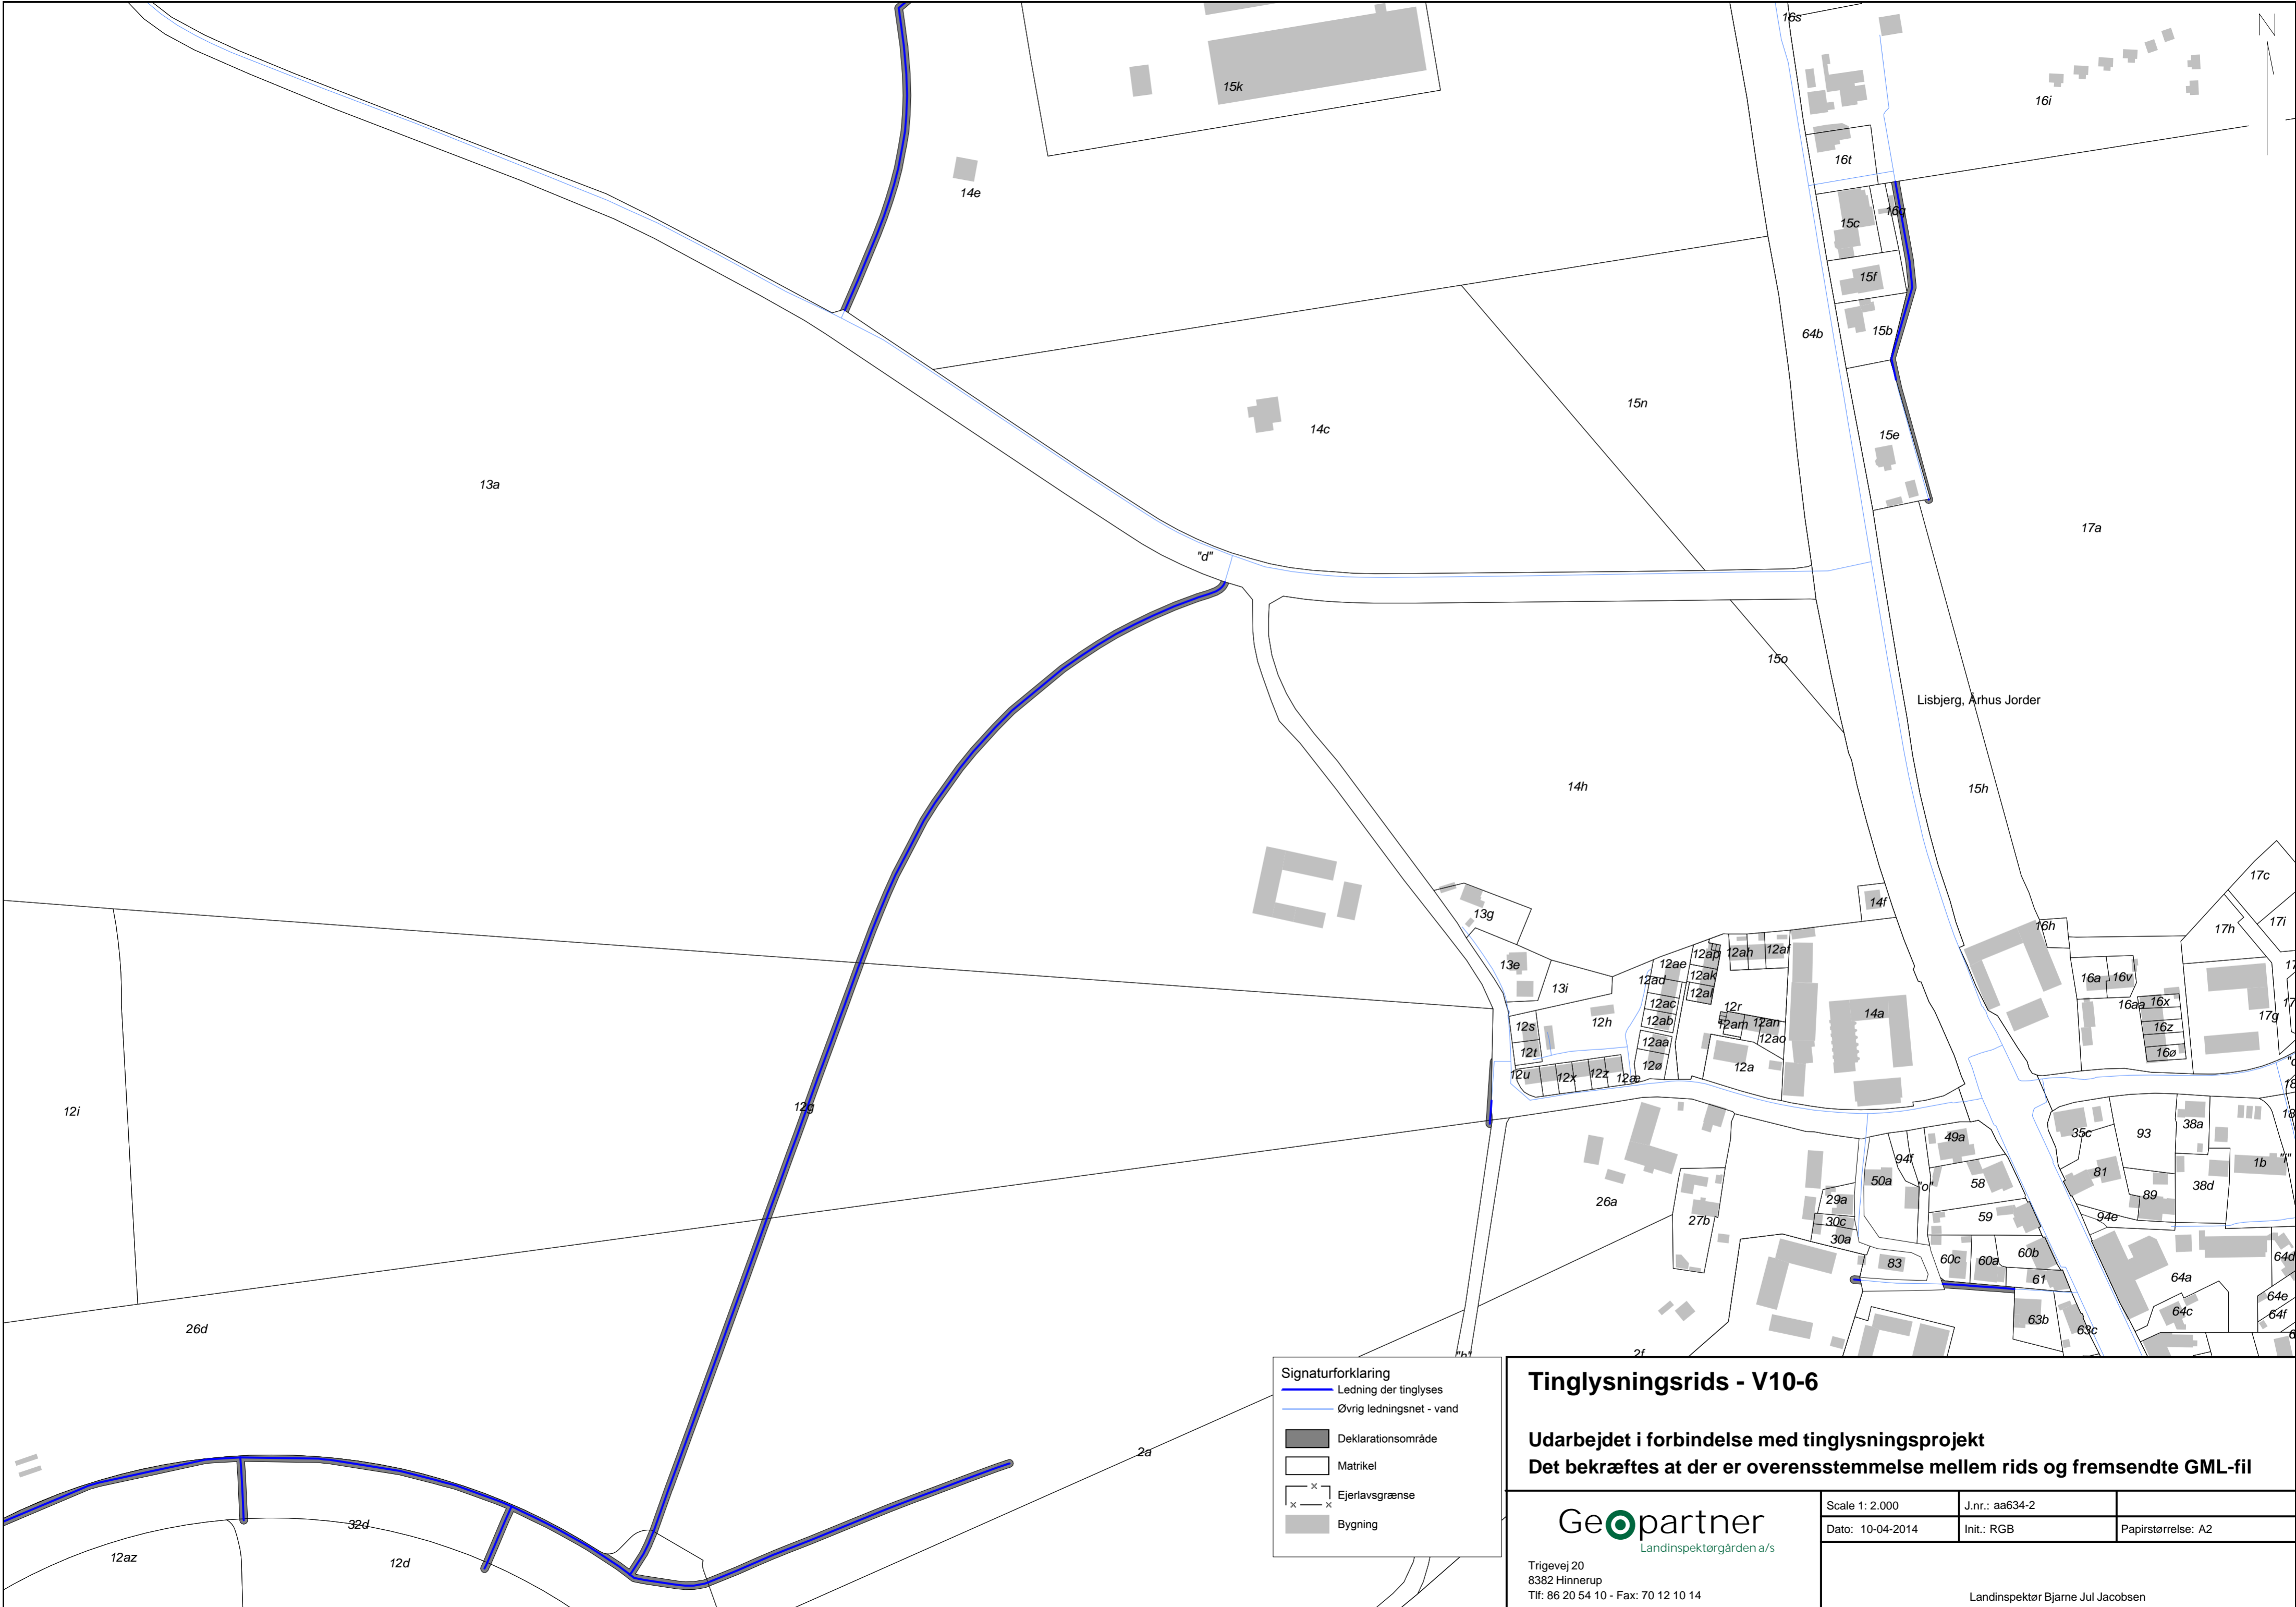 16s
N
15k
16i
16t
14e
16q
15c
15f
15b
64b
15n
14c
15e
13a
17a
"d"
15o
Lisbjerg, Århus Jorder
14h
15h
17c
14f
13g
17i
16h
17h
12ap
12ah
12af
13e
12ae
12ad
12ak
16a
16v
13i
12al
12ac
12r
16aa
16x
14a
17g
12s
12h
12ab
12am
12an
16z
12ao
12t
12aa
16ø
12ø
12a
12u
12x
12z
12æ
12i
12g
38a
35c
93
49a
94f
1b
81
50a
"o"
58
38d
26a
29a
89
27b
30c
59
94e
30a
60b
64d
83
60c
60a
61
64a
64e
64c
64f
26d
63b
63c
2f
"h"
2a
32d
12az
12d
Signaturforklaring
Ledning der tinglyses
Øvrig ledningsnet - vand
Deklarationsområde
Matrikel
Ejerlavsgrænse
Bygning
Tinglysningsrids - V10-6
Udarbejdet i forbindelse med tinglysningsprojekt
Det bekræftes at der er overensstemmelse mellem rids og fremsendte GML-fil
Geopartner
Landinspektørgården a/s
Trigevej 20
8382 Hinnerup
Tlf: 86 20 54 10 - Fax: 70 12 10 14
Scale 1: 2.000
J.nr.: aa634-2
Dato: 10-04-2014
Init.: RGB
Papirstørrelse: A2
Landinspektør Bjarne Jul Jacobsen